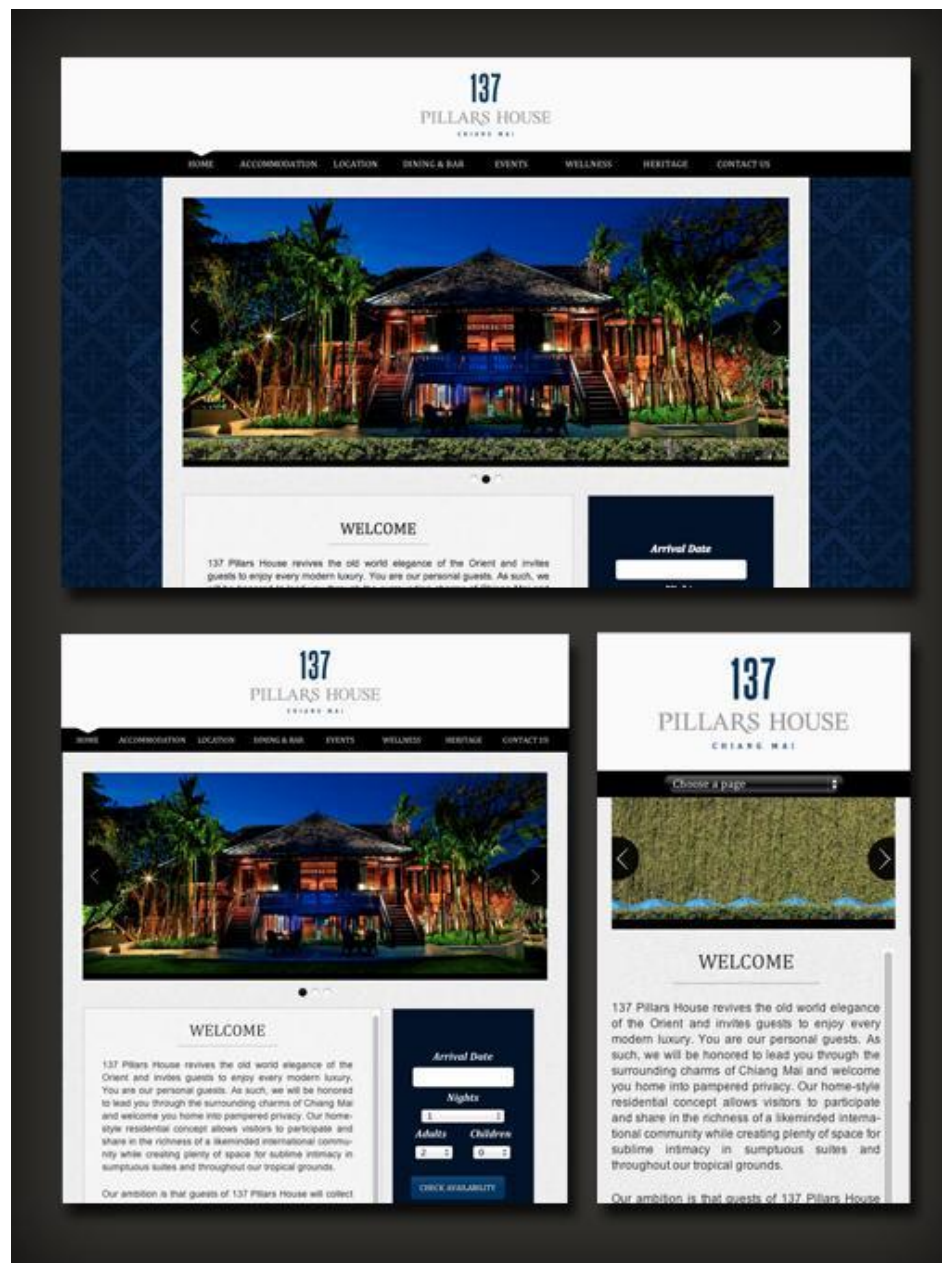 137
PILLARS HOUSE
CHIANG MAI
HOME ACCOMMODATION LOCATION DINING & BAR EVENTS WELLNESS HERITAGE CONTACT US
WELCOME
137 Pillars House revives the old world elegance of the Orient and invites
guests to enjoy every modern luxury. You are our personal guests. As such, we
Arrival Date
137
PILLARS HOUSE
CHIANG MAI
HOME ACCOMMODATION LOCATION DINING & BAR EVENTS WELLNESS HERITAGE CONTACT US
WELCOME
137 Pillars House revives the old world elegance of the
Orient and invites guests to enjoy every modern luxury.
You are our personal guests. As such, we will be honored
to lead you through the surrounding charms of Chiang Mai
and welcome you home into pampered privacy. Our home-
style residential concept allows visitors to participate and
share in the richness of a likeminded international commu-
nity while creating plenty of space for sublime intimacy in
sumptuous suites and throughout our tropical grounds.
Our ambition is that guests of 137 Pillars House will collect
Arrival Date
Nights
1
Adults Children
2 0
CHECK AVAILABILITY
137
PILLARS HOUSE
CHIANG MAI
Choose a page
WELCOME
137 Pillars House revives the old world elegance
of the Orient and invites guests to enjoy every
modern luxury. You are our personal guests. As
such, we will be honored to lead you through the
surrounding charms of Chiang Mai and welcome
you home into pampered privacy. Our home-style
residential concept allows visitors to participate
and share in the richness of a likeminded interna-
tional community while creating plenty of space for
sublime intimacy in sumptuous suites and
throughout our tropical grounds.
Our ambition is that guests of 137 Pillars House